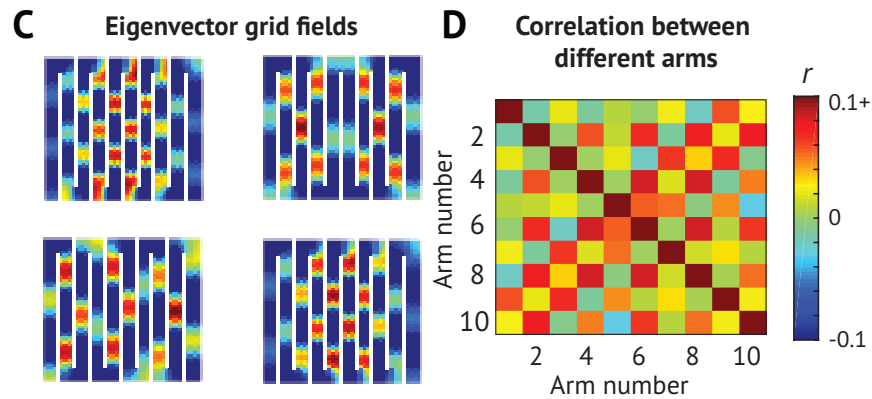 C
Eigenvector grid fields
D
Correlation between
different arms
r
0.1+
0
-0.1
Arm number
2
4
6
8
10
2
4
6
8
10
Arm number